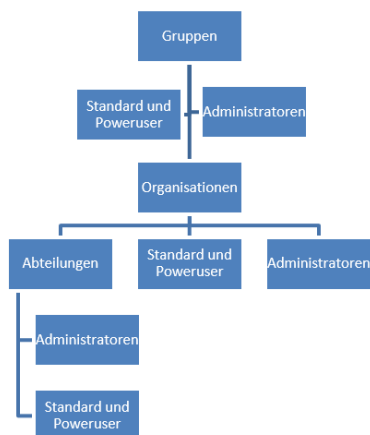 Gruppen
Standard und
Poweruser
Administratoren
Organisationen
Abteilungen
Standard und
Poweruser
Administratoren
Administratoren
Standard und
Poweruser